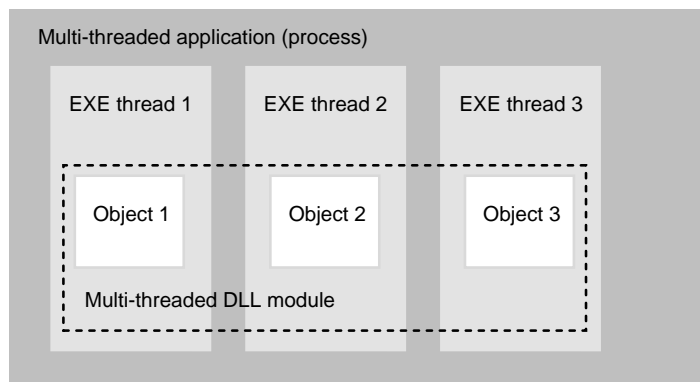 Multi-threaded application (process)
EXE thread 1
EXE thread 2
EXE thread 3
Object 1
Object 2
Object 3
Multi-threaded DLL module